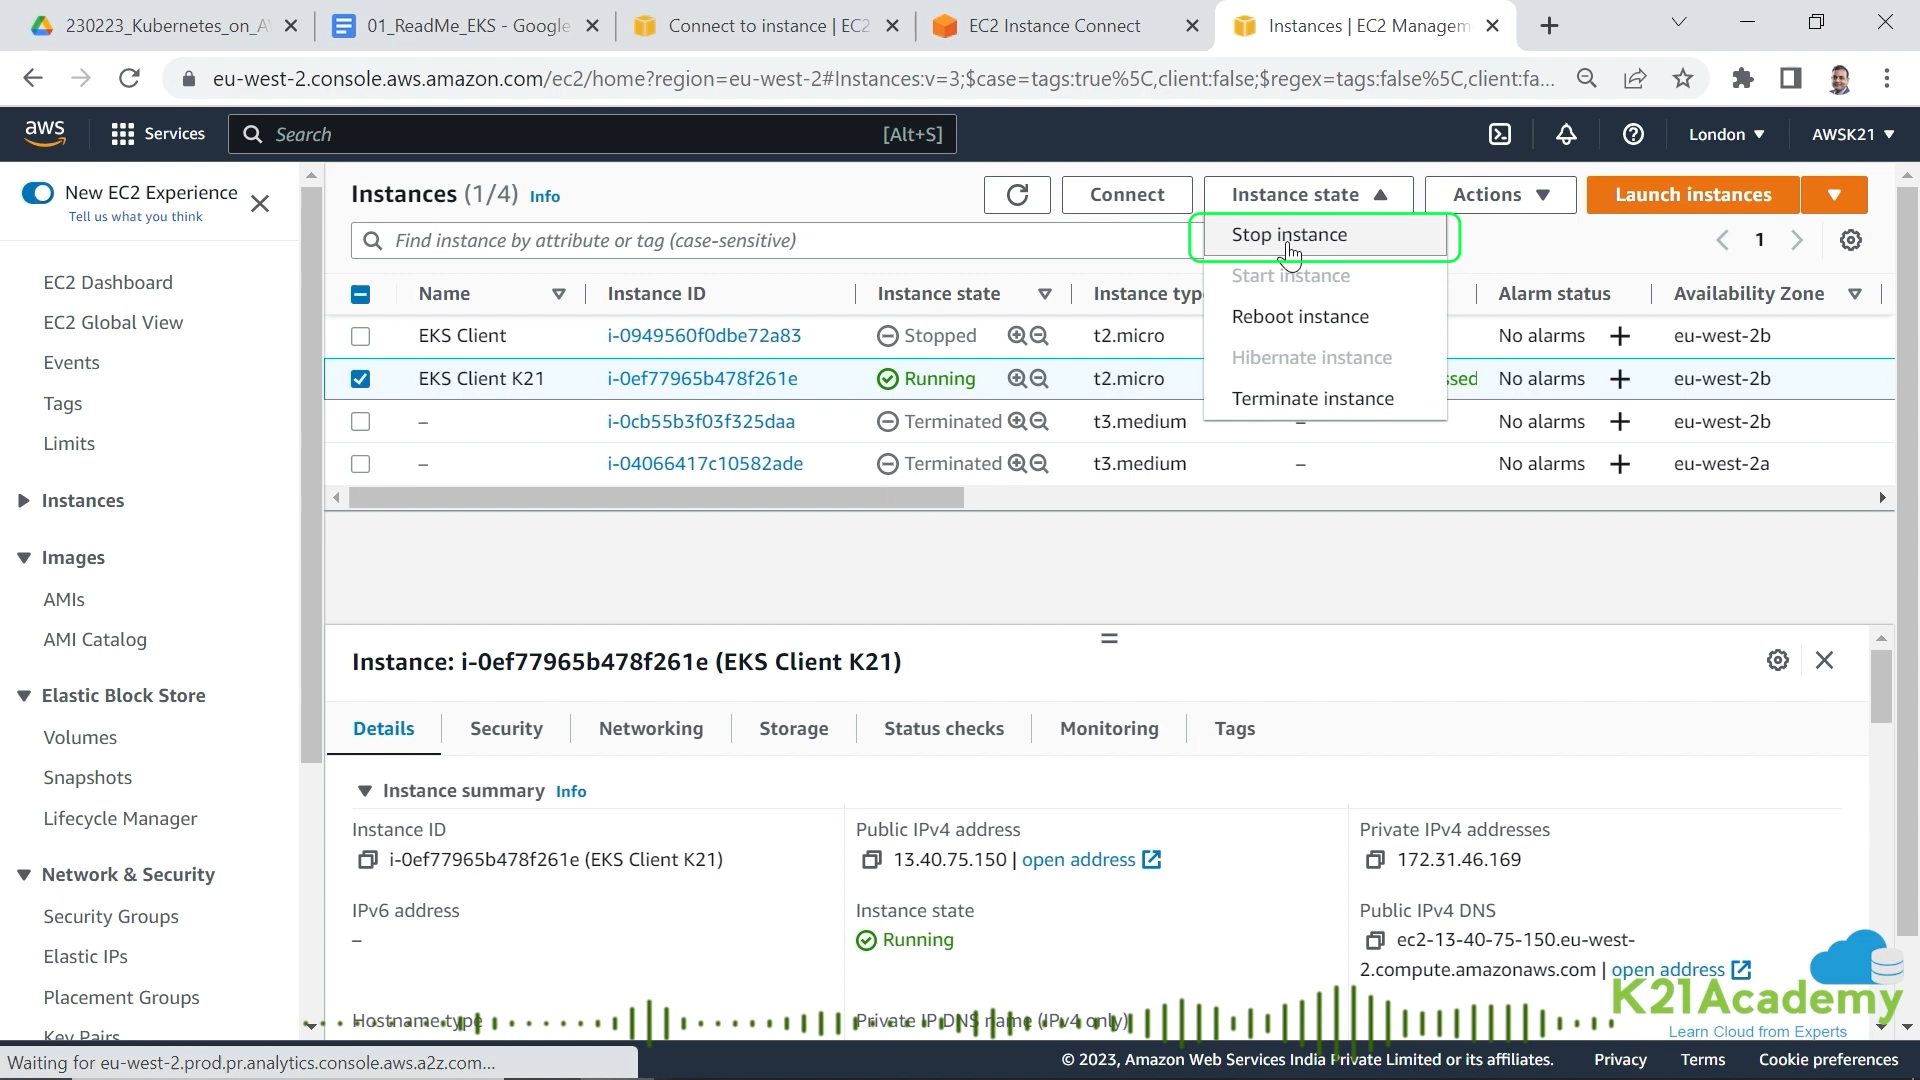 230223_Kubernetes_on_A
01_ReadMe_EKS - Google
Connect to instance | EC2
EC2 Instance Connect
Instances | EC2 Managem
eu-west-2.console.aws.amazon.com/ec2/home?region=eu-west-2#Instances:v=3;$case=tags:true%5C,client:false;$regex=tags:false%5C,client:fa...
aws
Services
Search
[Alt+S]
London
AWSK21
New EC2 Experience
Tell us what you think
EC2 Dashboard
EC2 Global View
Events
Tags
Limits
Instances
Images
AMIs
AMI Catalog
Elastic Block Store
Volumes
Snapshots
Lifecycle Manager
Network & Security
Security Groups
Elastic IPs
Placement Groups
Key Pairs
Instances (1/4) Info
Connect
Instance state
Actions
Launch instances
Find instance by attribute or tag (case-sensitive)
1
Stop instance
Start instance
Reboot instance
Hibernate instance
Terminate instance
Name Instance ID Instance state Instance typ Alarm status Availability Zone
EKS Client i-0949560f0dbe72a83 Stopped t2.micro No alarms + eu-west-2b
EKS Client K21 i-0ef77965b478f261e Running t2.micro ssed No alarms + eu-west-2b
– i-0cb55b3f03f325daa Terminated t3.medium – No alarms + eu-west-2b
– i-04066417c10582ade Terminated t3.medium – No alarms + eu-west-2a
Instance: i-0ef77965b478f261e (EKS Client K21)
Details Security Networking Storage Status checks Monitoring Tags
Instance summary Info
Instance ID
i-0ef77965b478f261e (EKS Client K21)
Public IPv4 address
13.40.75.150 | open address
Private IPv4 addresses
172.31.46.169
IPv6 address
–
Instance state
Running
Public IPv4 DNS
ec2-13-40-75-150.eu-west-
2.compute.amazonaws.com | open address
Hostname type
Private IP DNS name (IPv4 only)
K21Academy
Learn Cloud from Experts
Waiting for eu-west-2.prod.pr.analytics.console.aws.a2z.com...
© 2023, Amazon Web Services India Private Limited or its affiliates.
Privacy
Terms
Cookie preferences